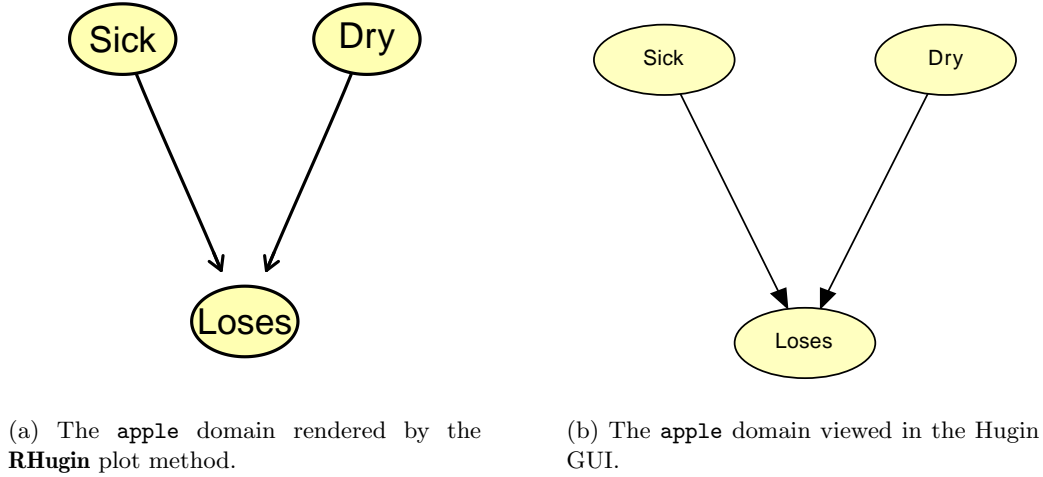 Sick
Dry
Loses
(a) The apple domain rendered by the
RHugin plot method.
Sick
Dry
Loses
(b) The apple domain viewed in the Hugin
GUI.